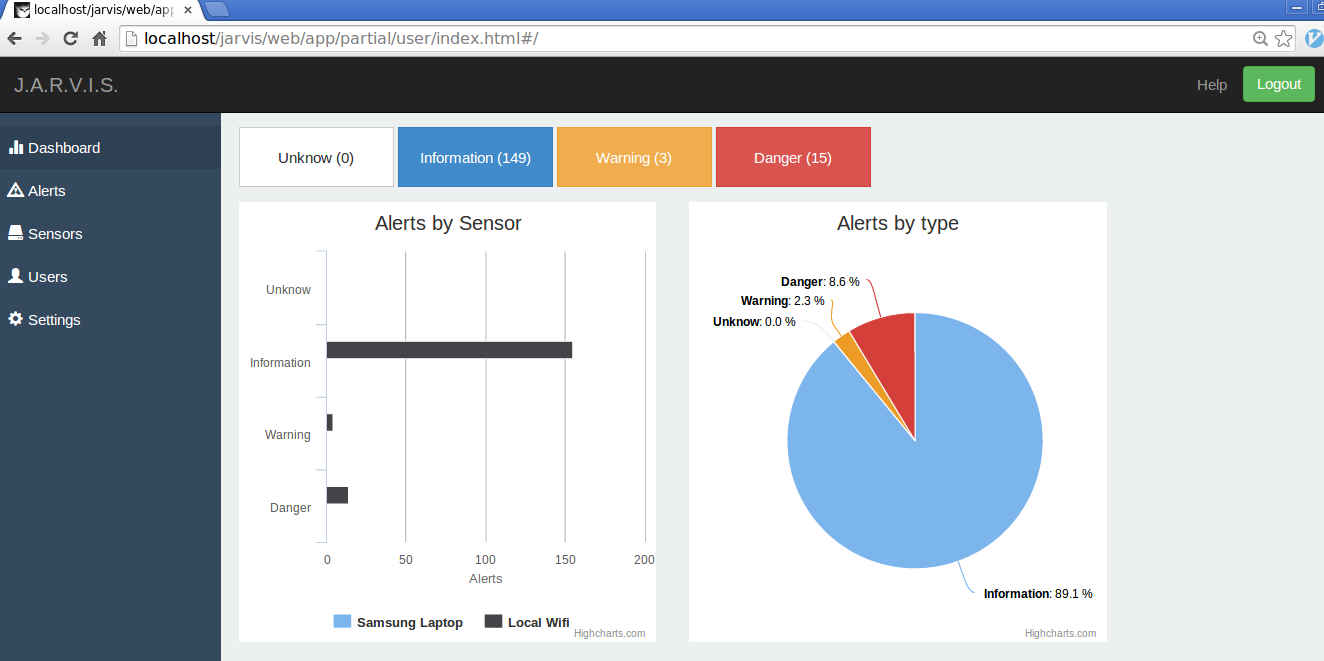 localhost/jarvis/web/app
localhost/jarvis/web/app/partial/user/index.html#/
J.A.R.V.I.S.
Help
Logout
Dashboard
Alerts
Sensors
Users
Settings
Unknow (0)
Information (149)
Warning (3)
Danger (15)
Alerts by Sensor
Unknow
Information
Warning
Danger
0 50 100 150 200
Alerts
Samsung Laptop
Local Wifi
Highcharts.com
Alerts by type
Danger: 8.6 %
Warning: 2.3 %
Unknow: 0.0 %
Information: 89.1 %
Highcharts.com